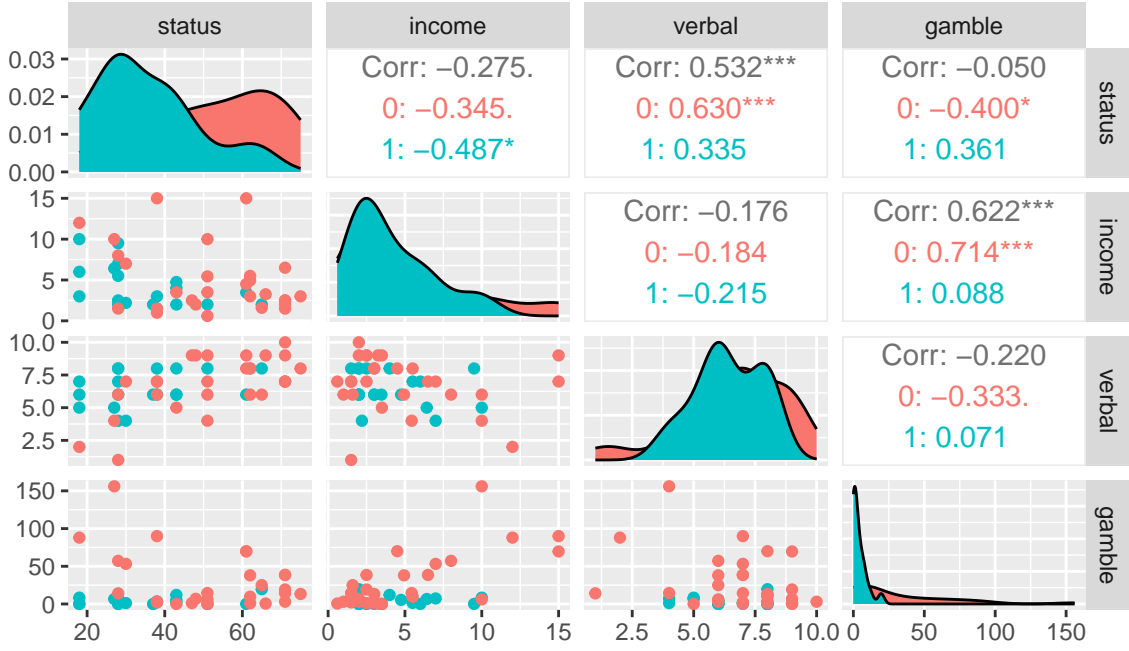 status income verbal gamble
0.03
0.02
0.01
0.00
Corr: −0.275.
0: −0.345.
1: −0.487*
Corr: 0.532***
0: 0.630***
1: 0.335
Corr: −0.050
0: −0.400*
1: 0.361
status
15
10
5
0
Corr: −0.176
0: −0.184
1: −0.215
Corr: 0.622***
0: 0.714***
1: 0.088
income
10.0
7.5
5.0
2.5
Corr: −0.220
0: −0.333.
1: 0.071
verbal
150
100
50
0
gamble
20 40 60 0 5 10 15 2.5 5.0 7.5 10.0 0 50 100 150